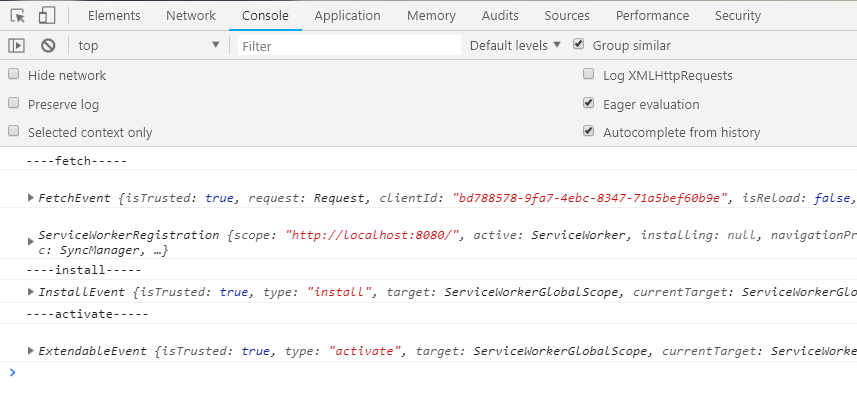 Elements Network Console Application Memory Audits Sources Performance Security
top Filter Default levels Group similar
Hide network Log XMLHttpRequests
Preserve log Eager evaluation
Selected context only Autocomplete from history
----fetch-----
FetchEvent {isTrusted: true, request: Request, clientId: "bd788578-9fa7-4ebc-8347-71a5bef60b9e", isReload: false,
ServiceWorkerRegistration {scope: "http://localhost:8080/", active: ServiceWorker, installing: null, navigationPr
c: SyncManager, …}
----install-----
InstallEvent {isTrusted: true, type: "install", target: ServiceWorkerGlobalScope, currentTarget: ServiceWorkerGlo
----activate-----
ExtendableEvent {isTrusted: true, type: "activate", target: ServiceWorkerGlobalScope, currentTarget: ServiceWorke